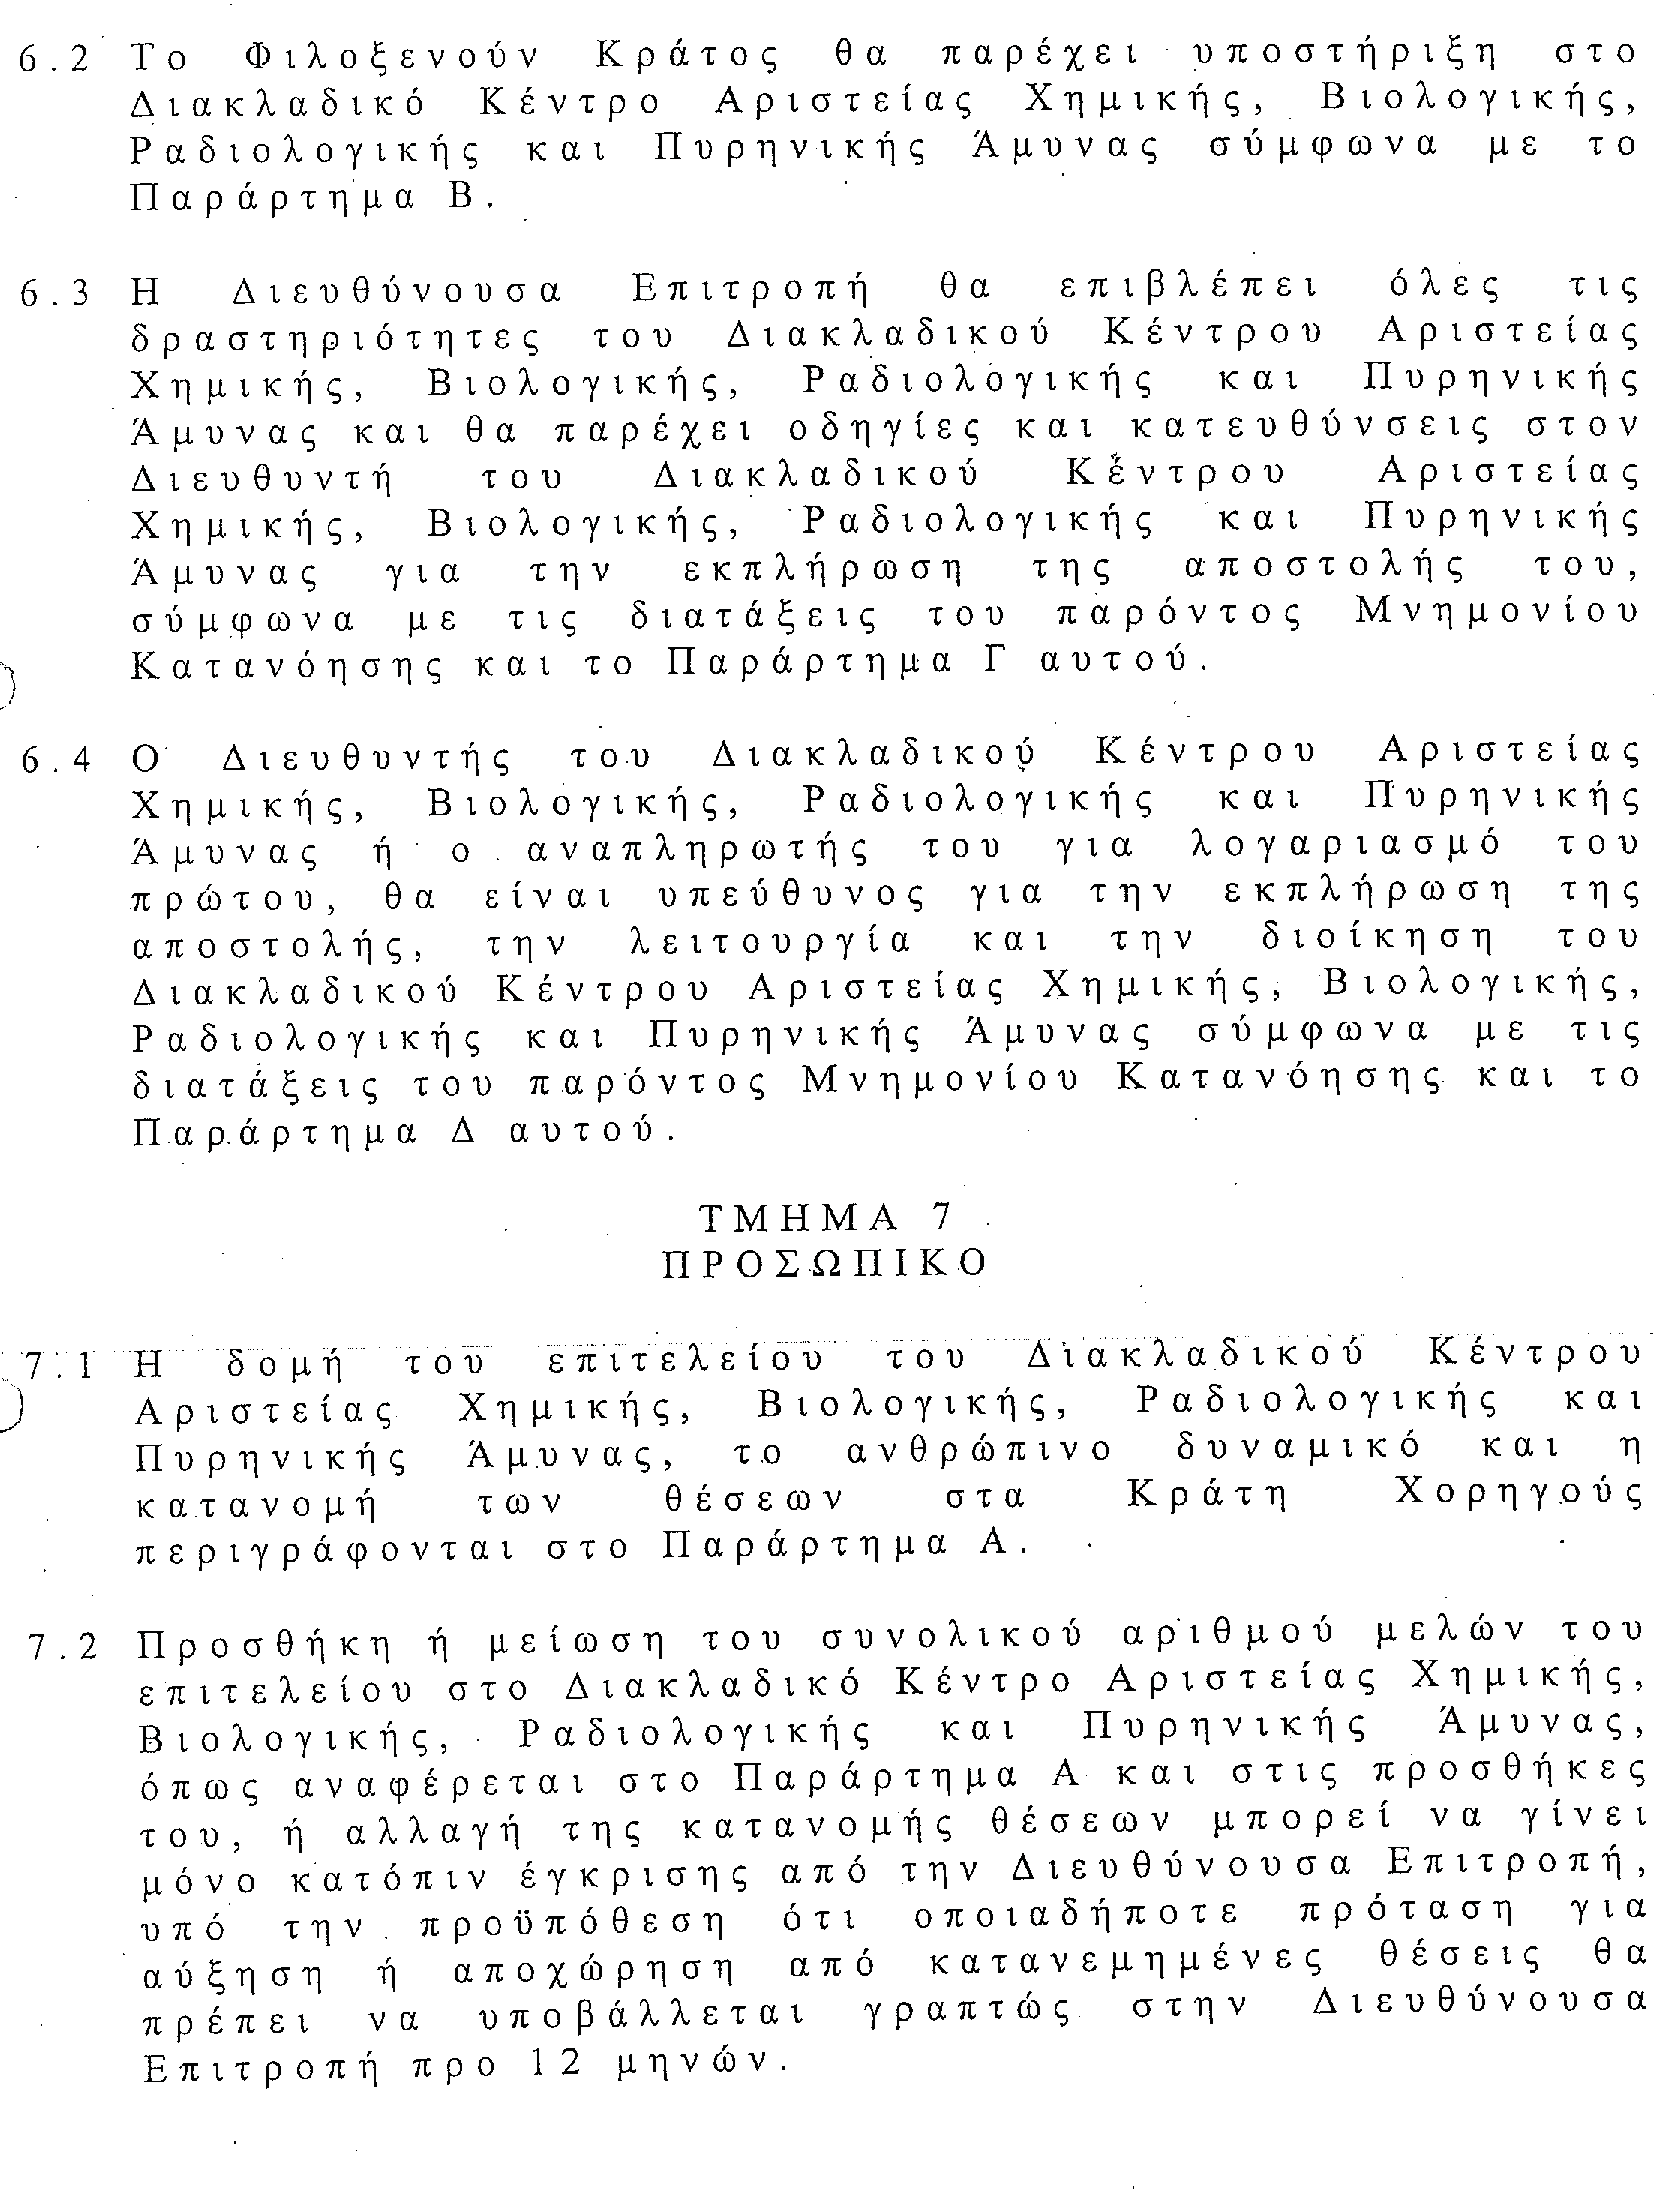 6.2 Το Φιλοξενούν Κράτος θα παρέχει υποστήριξη στο
Διακλαδικό Κέντρο Αριστείας Χημικής, Βιολογικής,
Ραδιολογικής και Πυρηνικής Άμυνας σύμφωνα με το
Παράρτημα Β.
6.3 Η Διευθύνουσα Επιτροπή θα επιβλέπει όλες τις
δραστηριότητες του Διακλαδικού Κέντρου Αριστείας
Χημικής, Βιολογικής, Ραδιολογικής και Πυρηνικής
Άμυνας και θα παρέχει οδηγίες και κατευθύνσεις στον
Διευθυντή του Διακλαδικού Κέντρου Αριστείας
Χημικής, Βιολογικής, Ραδιολογικής και Πυρηνικής
Άμυνας για την εκπλήρωση της αποστολής του,
σύμφωνα με τις διατάξεις του παρόντος Μνημονίου
Κατανόησης και το Παράρτημα Γ αυτού.
6.4 Ο Διευθυντής του Διακλαδικού Κέντρου Αριστείας
Χημικής, Βιολογικής, Ραδιολογικής και Πυρηνικής
Άμυνας ή ο αναπληρωτής του για λογαριασμό του
πρώτου, θα είναι υπεύθυνος για την εκπλήρωση της
αποστολής, την λειτουργία και την διοίκηση του
Διακλαδικού Κέντρου Αριστείας Χημικής, Βιολογικής,
Ραδιολογικής και Πυρηνικής Άμυνας σύμφωνα με τις
διατάξεις του παρόντος Μνημονίου Κατανόησης και το
Παράρτημα Δ αυτού.
ΤΜΗΜΑ 7
ΠΡΟΣΩΠΙΚΟ
7.1 Η δομή του επιτελείου του Διακλαδικού Κέντρου
Αριστείας Χημικής, Βιολογικής, Ραδιολογικής και
Πυρηνικής Άμυνας, το ανθρώπινο δυναμικό και η
κατανομή των θέσεων στα Κράτη Χορηγούς
περιγράφονται στο Παράρτημα Α.
7.2 Προσθήκη ή μείωση του συνολικού αριθμού μελών του
επιτελείου στο Διακλαδικό Κέντρο Αριστείας Χημικής,
Βιολογικής, Ραδιολογικής και Πυρηνικής Άμυνας,
όπως αναφέρεται στο Παράρτημα Α και στις προσθήκες
του, ή αλλαγή της κατανομής θέσεων μπορεί να γίνει
μόνο κατόπιν έγκρισης από την Διευθύνουσα Επιτροπή,
υπό την προϋπόθεση ότι οποιαδήποτε πρόταση για
αύξηση ή αποχώρηση από κατανεμημένες θέσεις θα
πρέπει να υποβάλλεται γραπτώς στην Διευθύνουσα
Επιτροπή προ 12 μηνών.